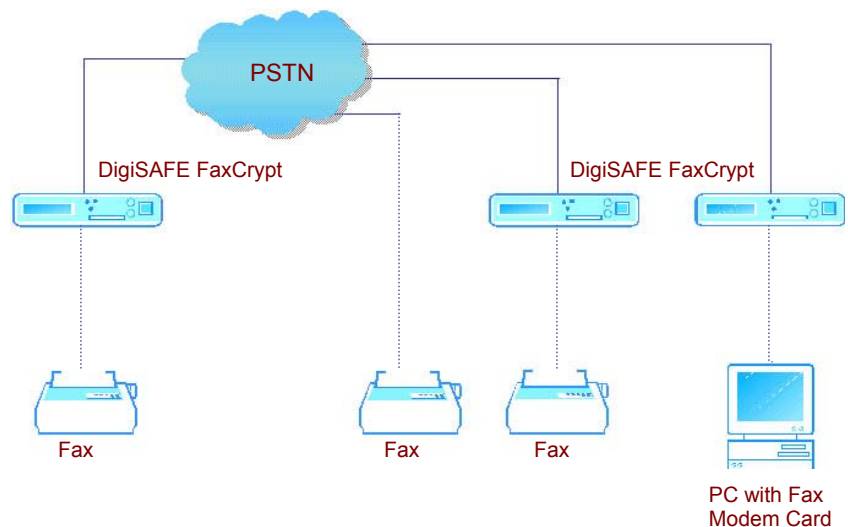 PSTN
DigiSAFE FaxCrypt
DigiSAFE FaxCrypt
Fax
Fax
Fax
PC with Fax
Modem Card